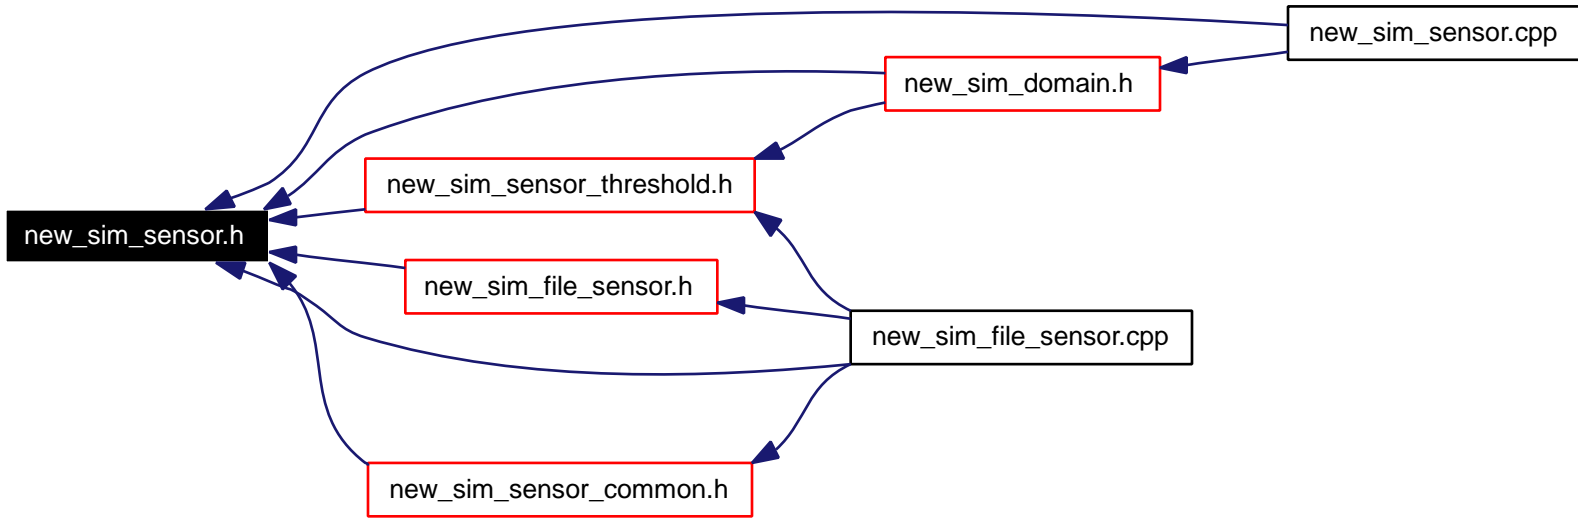 new_sim_sensor.cpp
new_sim_domain.h
new_sim_sensor_threshold.h
new_sim_sensor.h
new_sim_file_sensor.h
new_sim_file_sensor.cpp
new_sim_sensor_common.h